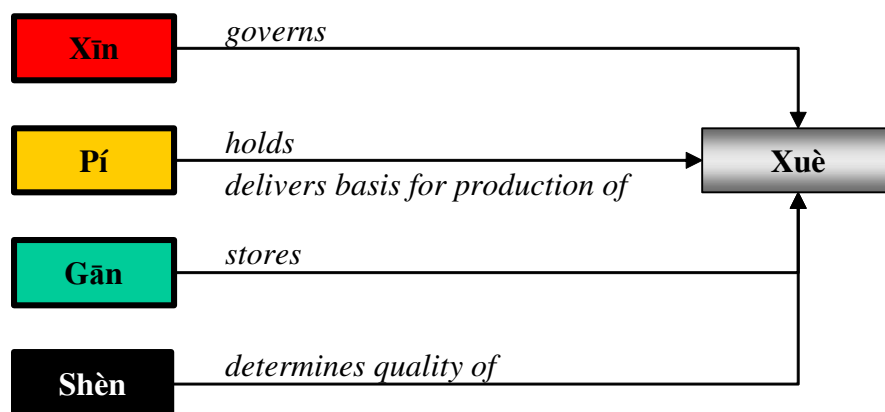 Xīn
governs
Pí
holds
delivers basis for production of
Xuè
Gān
stores
Shèn
determines quality of